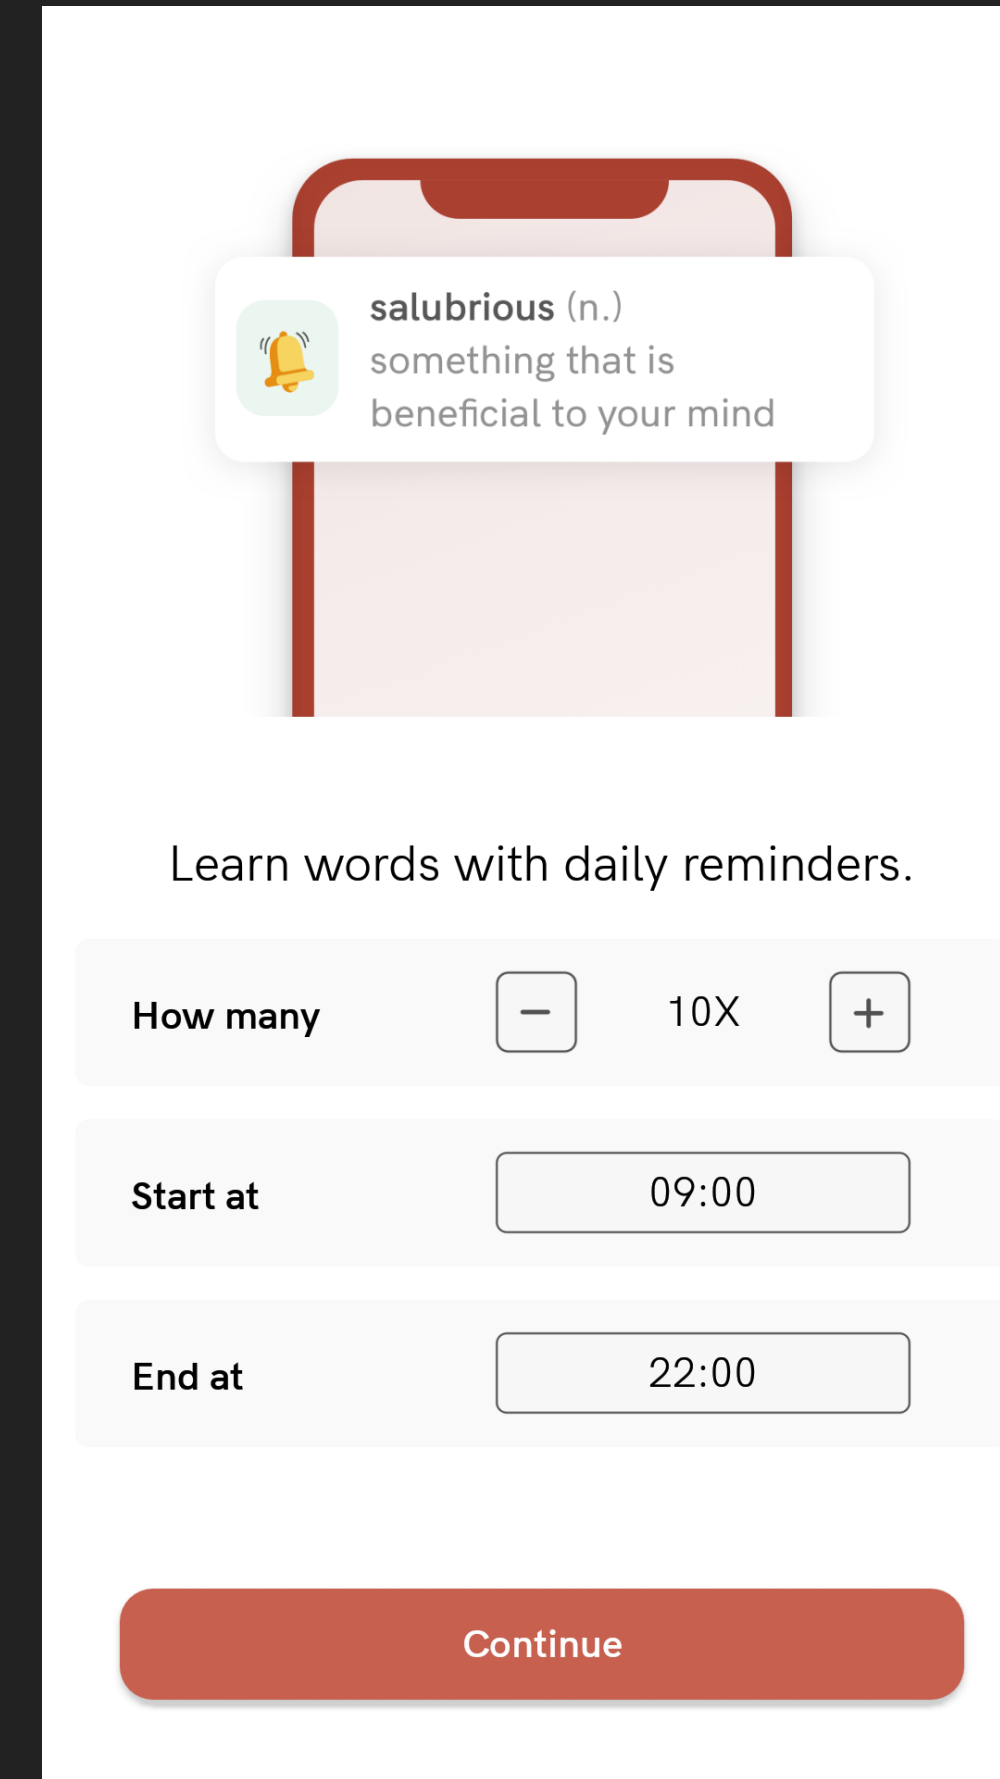 salubrious (n.)
something that is
beneficial to your mind
Learn words with daily reminders.
How many
10X
Start at
09:00
End at
22:00
Continue